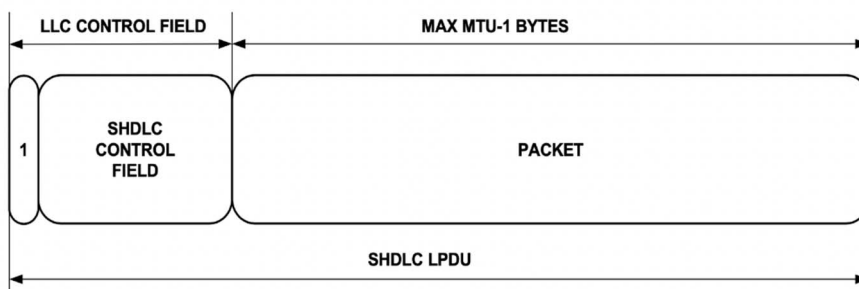 LLC CONTROL FIELD
MAX MTU-1 BYTES
1
SHDLC
CONTROL
FIELD
PACKET
SHDLC LPDU